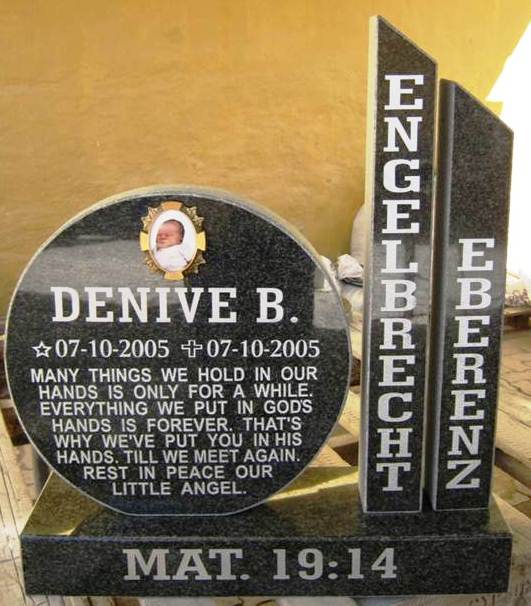 DENIVE B.
☆07-10-2005 ✞07-10-2005
MANY THINGS WE HOLD IN OUR
HANDS IS ONLY FOR A WHILE.
EVERYTHING WE PUT IN GOD'S
HANDS IS FOREVER. THAT'S
WHY WE'VE PUT YOU IN HIS
HANDS. TILL WE MEET AGAIN.
REST IN PEACE OUR
LITTLE ANGEL.
ENGELBRECHT
EBERENZ
MAT. 19:14